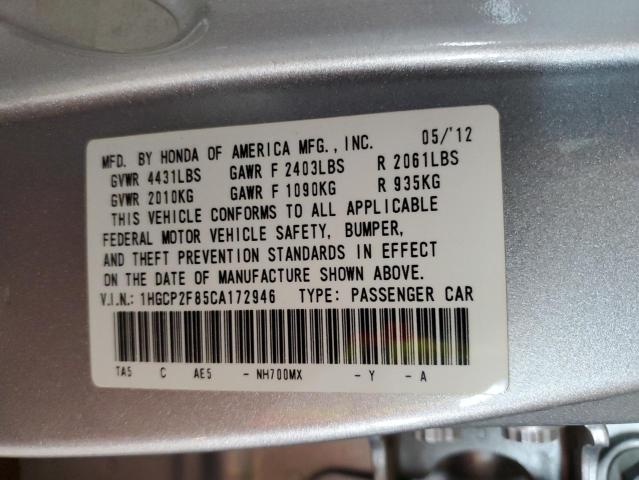 MFD. BY HONDA OF AMERICA MFG., INC. 05/'12
GVWR 4431LBS GAWR F 2403LBS R 2061LBS
GVWR 2010KG GAWR F 1090KG R 935KG
THIS VEHICLE CONFORMS TO ALL APPLICABLE
FEDERAL MOTOR VEHICLE SAFETY, BUMPER,
AND THEFT PREVENTION STANDARDS IN EFFECT
ON THE DATE OF MANUFACTURE SHOWN ABOVE.
V.I.N.: 1HGCP2F85CA172946 TYPE: PASSENGER CAR
TA5 C AE5 - NH700MX - Y - A